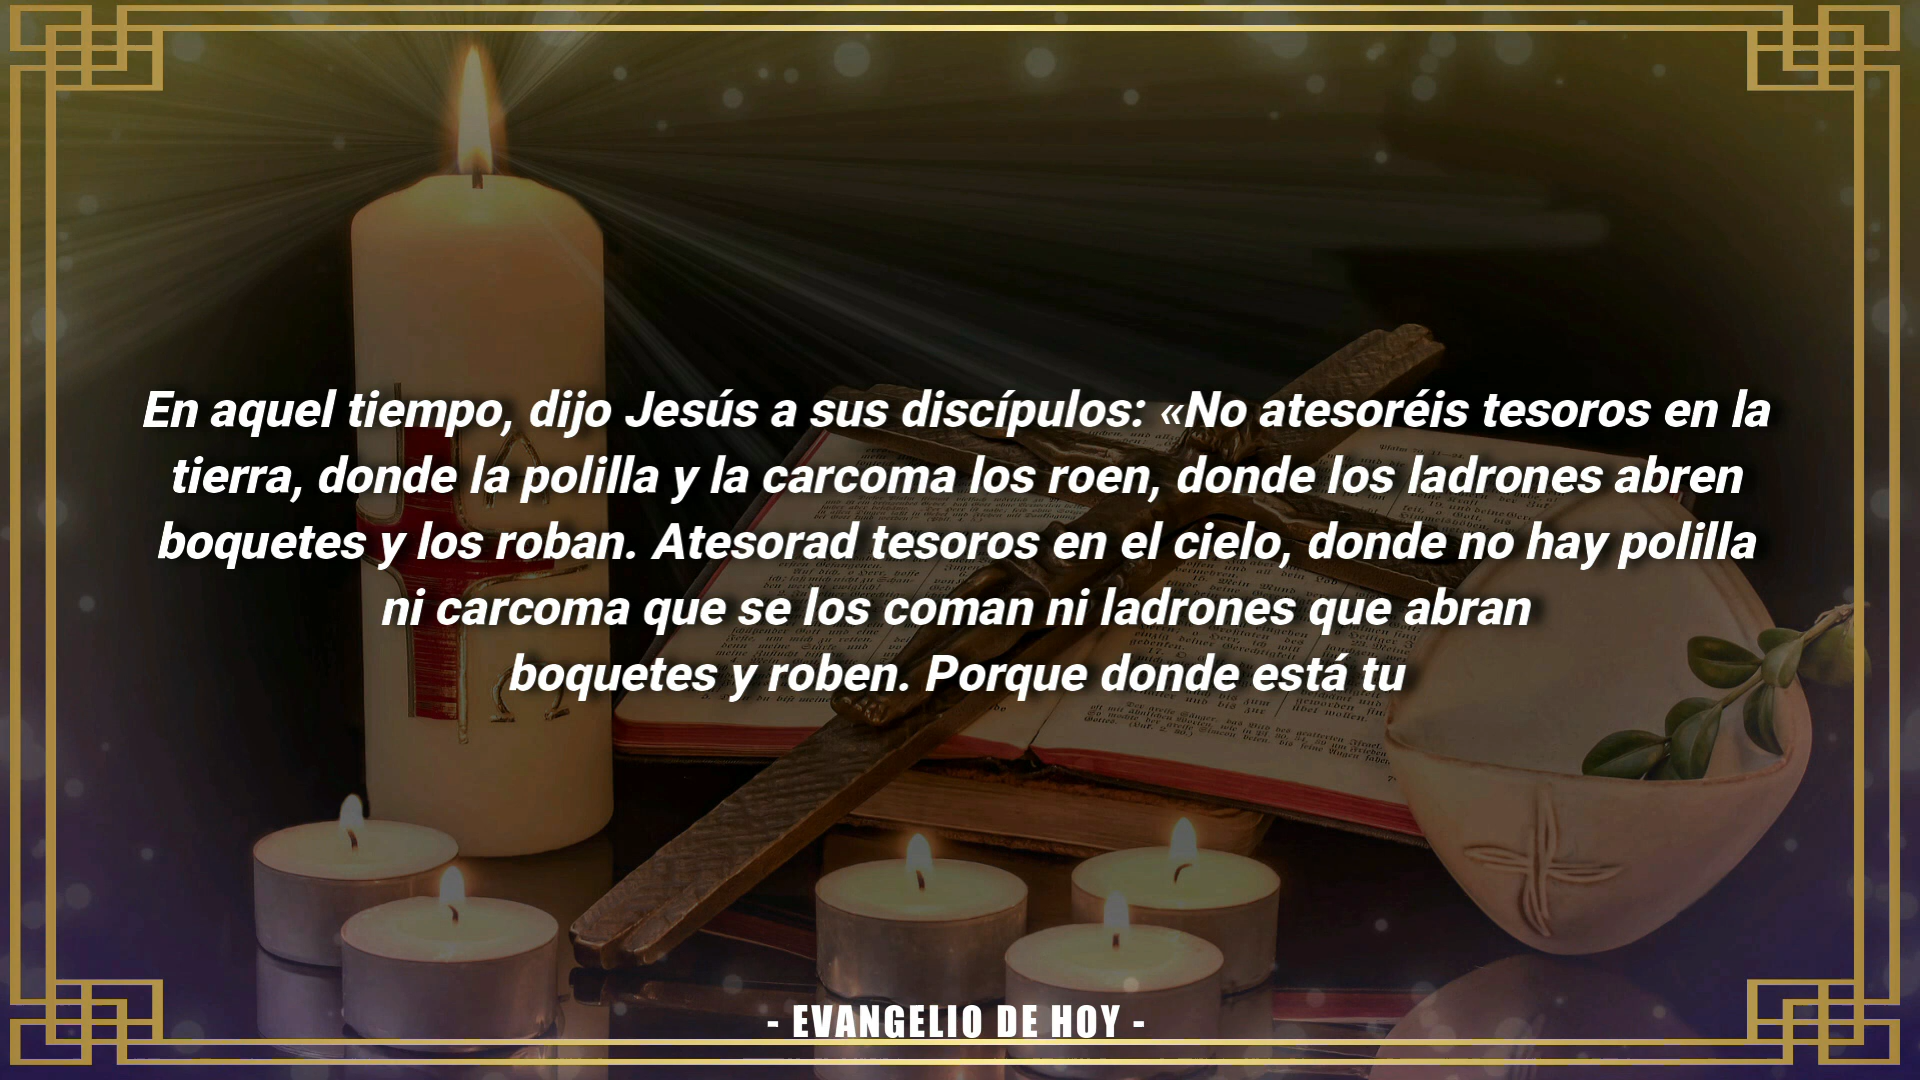 En aquel tiempo, dijo Jesús a sus discípulos: «No atesoréis tesoros en la
tierra, donde la polilla y la carcoma los roen, donde los ladrones abren
boquetes y los roban. Atesorad tesoros en el cielo, donde no hay polilla
ni carcoma que se los coman ni ladrones que abran
boquetes y roben. Porque donde está tu
- EVANGELIO DE HOY -